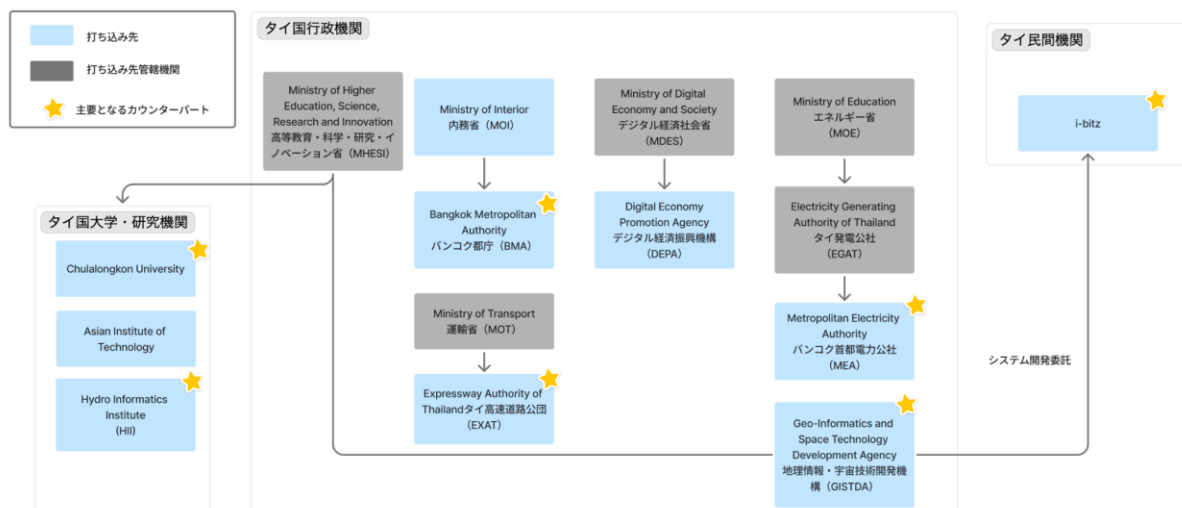 打ち込み先
打ち込み先管轄機関
主要となるカウンターパート
タイ国行政機関
Ministry of Higher
Education, Science,
Research and Innovation
高等教育・科学・研究・イ
ノベーション省（MHESI）
Ministry of Interior
内務省（MOI）
Ministry of Digital
Economy and Society
デジタル経済社会省
（MDES）
Ministry of Education
エネルギー省
（MOE）
Bangkok Metropolitan
Authority
バンコク都庁（BMA）
Digital Economy
Promotion Agency
デジタル経済振興機構
（DEPA）
Electricity Generating
Authority of Thailand
タイ発電公社
（EGAT）
Ministry of Transport
運輸省（MOT）
Metropolitan Electricity
Authority
バンコク首都電力公社
（MEA）
Expressway Authority of
Thailandタイ高速道路公団
（EXAT）
Geo-Informatics and
Space Technology
Development Agency
地理情報・宇宙技術開発機
構（GISTDA）
タイ国大学・研究機関
Chulalongkon University
Asian Institute of
Technology
Hydro Informatics
Institute
(HII)
タイ民間機関
i-bitz
システム開発委託